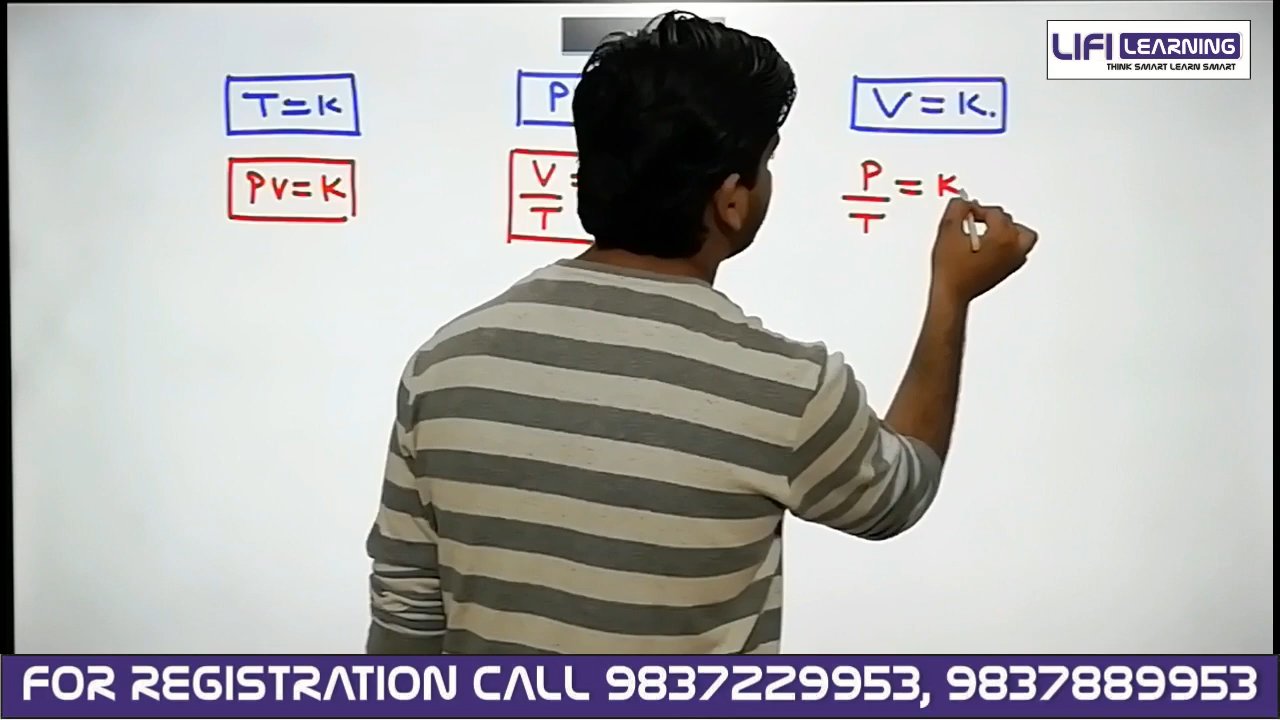 LIFI LEARNING
THINK SMART LEARN SMART
T = K
P
V = K.
PV = K
V/T =
P/T = K
FOR REGISTRATION CALL 9837229953, 9837889953